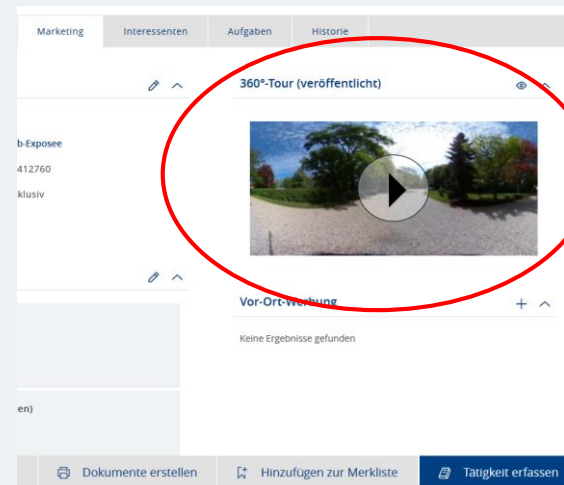 Marketing
Interessenten
Aufgaben
Historie
360°-Tour (veröffentlicht)
b-Exposee
412760
klusiv
Vor-Ort-Werbung
Keine Ergebnisse gefunden
en)
Dokumente erstellen
Hinzufügen zur Merkliste
Tätigkeit erfassen